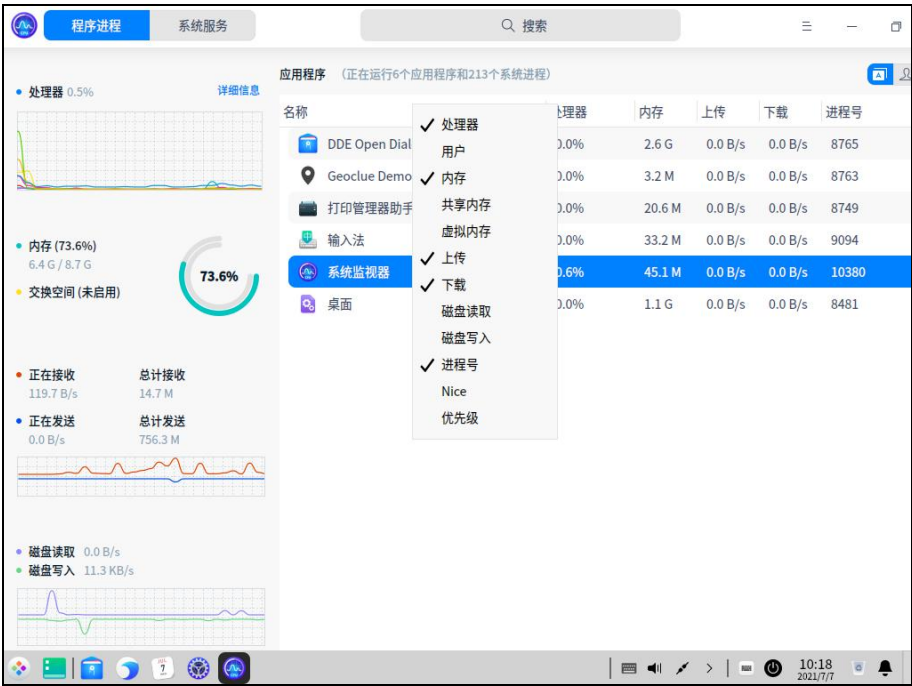 程序进程 系统服务 搜索
处理器 0.5% 详细信息
内存 (73.6%)
6.4 G / 8.7 G
73.6%
交换空间 (未启用)
正在接收 总计接收
119.7 B/s 14.7 M
正在发送 总计发送
0.0 B/s 756.3 M
磁盘读取 0.0 B/s
磁盘写入 11.3 KB/s
应用程序 (正在运行6个应用程序和213个系统进程)
名称 处理器 内存 上传 下载 进程号
DDE Open Dial 0.0% 2.6 G 0.0 B/s 0.0 B/s 8765
Geoclue Demo 0.0% 3.2 M 0.0 B/s 0.0 B/s 8763
打印管理器助手 0.0% 20.6 M 0.0 B/s 0.0 B/s 8749
输入法 0.0% 33.2 M 0.0 B/s 0.0 B/s 9094
系统监视器 0.6% 45.1 M 0.0 B/s 0.0 B/s 10380
桌面 0.0% 1.1 G 0.0 B/s 0.0 B/s 8481
处理器
用户
内存
共享内存
虚拟内存
上传
下载
磁盘读取
磁盘写入
进程号
Nice
优先级
7
10:18
2021/7/7